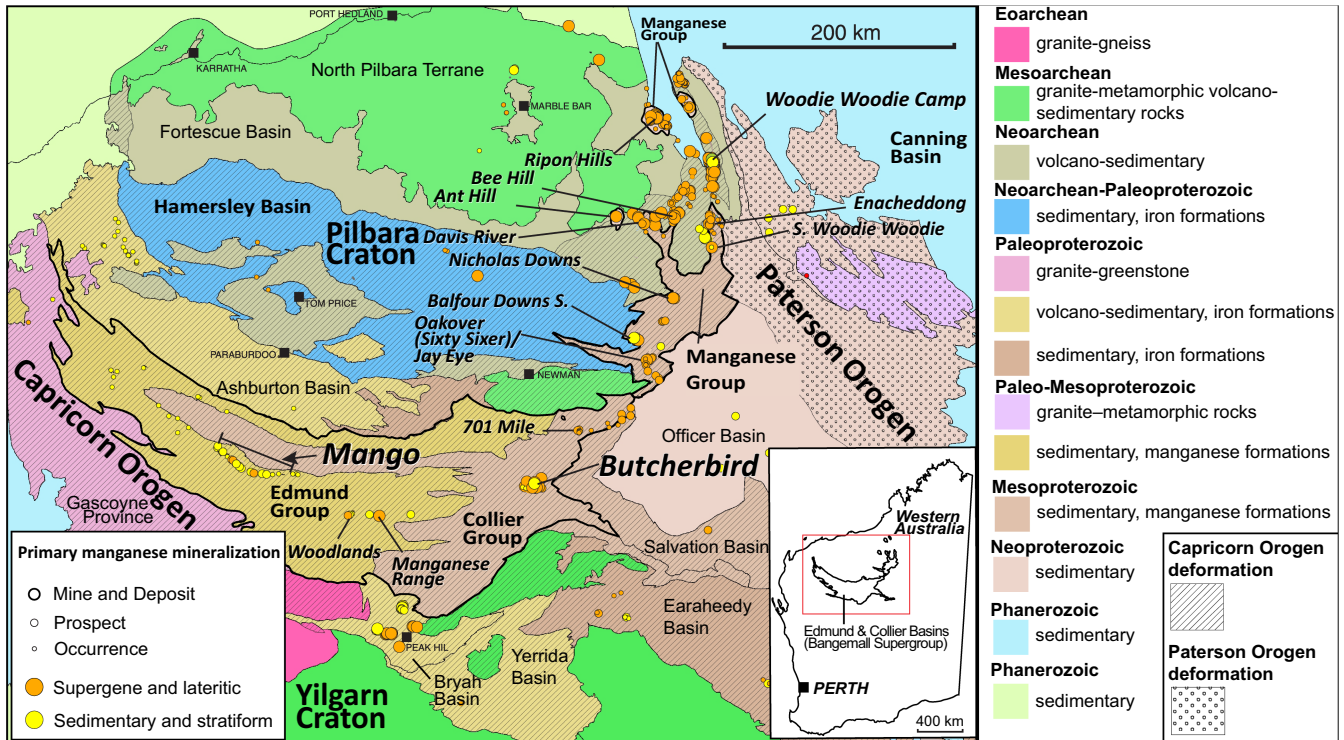 PORT HEDLAND
Manganese
Group
200 km
KARRATHA
North Pilbara Terrane
MARBLE BAR
Woodie Woodie Camp
Fortescue Basin
Canning
Basin
Ripon Hills
Bee Hill
Ant Hill
Hamersley Basin
Enacheddong
Pilbara
Craton
Davis River
S. Woodie Woodie
Nicholas Downs
TOM PRICE
Balfour Downs S.
Oakover
(Sixty Sixer)/
Jay Eye
Paterson Orogen
PARABURDOO
Manganese
Group
NEWMAN
Ashburton Basin
Capricorn Orogen
701 Mile
Officer Basin
Mango
Butcherbird
Edmund
Group
Gascoyne
Province
Collier
Group
Woodlands
Manganese
Range
Salvation Basin
Earaheedy
Basin
PEAK HIL
Yerrida
Basin
Bryah
Basin
Yilgarn
Craton
Primary manganese mineralization
Mine and Deposit
Prospect
Occurrence
Supergene and lateritic
Sedimentary and stratiform
Western
Australia
Edmund & Collier Basins
(Bangemall Supergroup)
PERTH
400 km
Eoarchean
granite-gneiss
Mesoarchean
granite-metamorphic volcano-
sedimentary rocks
Neoarchean
volcano-sedimentary
Neoarchean-Paleoproterozoic
sedimentary, iron formations
Paleoproterozoic
granite-greenstone
volcano-sedimentary, iron formations
sedimentary, iron formations
Paleo-Mesoproterozoic
granite–metamorphic rocks
sedimentary, manganese formations
Mesoproterozoic
sedimentary, manganese formations
Neoproterozoic
sedimentary
Phanerozoic
sedimentary
Phanerozoic
sedimentary
Capricorn Orogen
deformation
Paterson Orogen
deformation